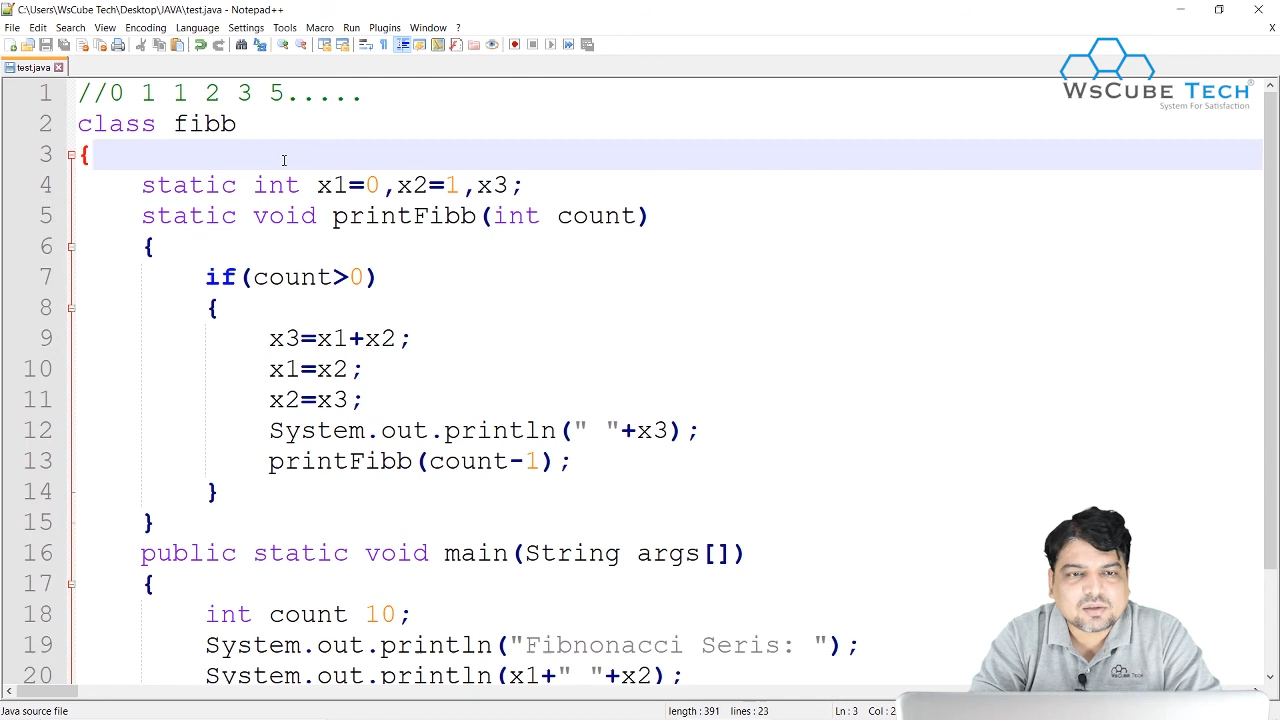 C:\Users\WsCube Tech\Desktop\JAVA\test.java - Notepad++
File Edit Search View Encoding Language Settings Tools Macro Run Plugins Window ? X
test.java
WsCube Tech®
System For Satisfaction
1 //0 1 1 2 3 5.....
2 class fibb
3 {
4 static int x1=0,x2=1,x3;
5 static void printFibb(int count)
6 {
7 if(count>0)
8 {
9 x3=x1+x2;
10 x1=x2;
11 x2=x3;
12 System.out.println(" "+x3);
13 printFibb(count-1);
14 }
15 }
16 public static void main(String args[])
17 {
18 int count 10;
19 System.out.println("Fibnonacci Seris: ");
20 System.out.println(x1+" "+x2);
WSCUBE TECH
Java source file length : 391 lines : 23 Ln : 3 Col : 2